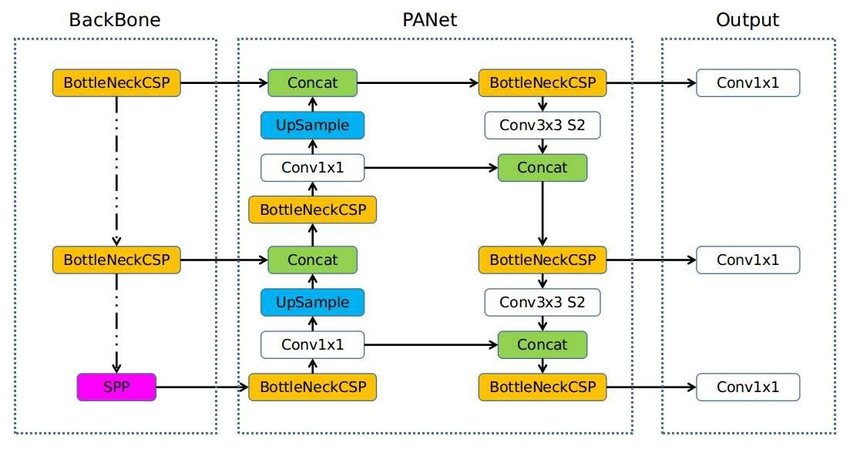 BackBone
PANet
Output
BottleNeckCSP
Concat
BottleNeckCSP
Conv1x1
UpSample
Conv3x3 S2
Conv1x1
Concat
BottleNeckCSP
BottleNeckCSP
Concat
BottleNeckCSP
Conv1x1
UpSample
Conv3x3 S2
Conv1x1
Concat
SPP
BottleNeckCSP
BottleNeckCSP
Conv1x1